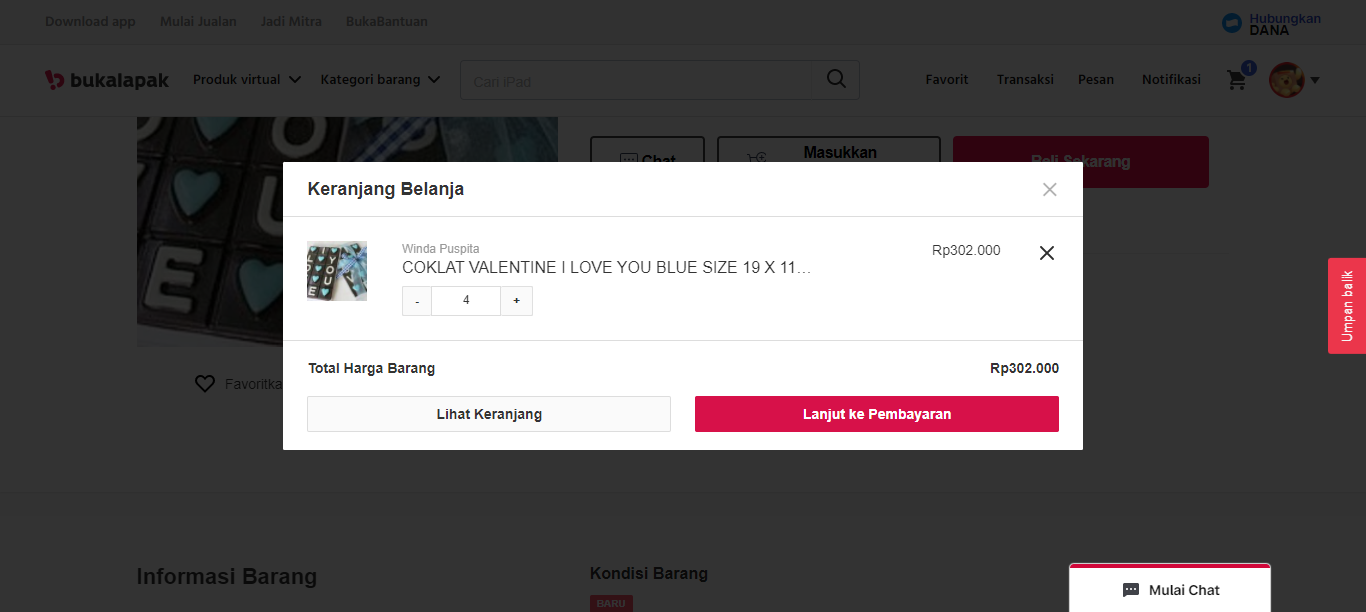 Download app Mulai Jualan Jadi Mitra BukaBantuan
Hubungkan
DANA
bukalapak Produk virtual Kategori barang Cari iPad Favorit Transaksi Pesan Notifikasi 1
Chat Masukkan Beli Sekarang
Keranjang Belanja
Winda Puspita
COKLAT VALENTINE I LOVE YOU BLUE SIZE 19 X 11...
Rp302.000
- 4 +
Total Harga Barang Rp302.000
Lihat Keranjang Lanjut ke Pembayaran
Favoritka
Umpan balik
Informasi Barang
Kondisi Barang
BARU
Mulai Chat